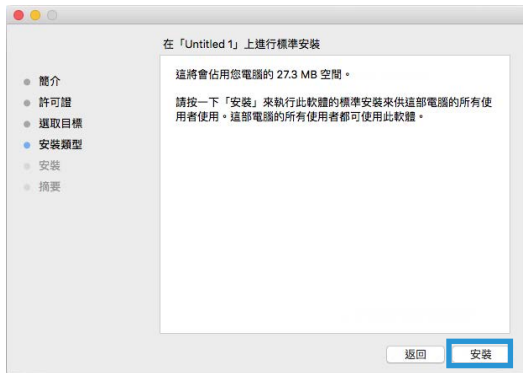 在「Untitled 1」上進行標準安裝
簡介
許可證
選取目標
安裝類型
安裝
摘要
這將會佔用您電腦的 27.3 MB 空間。
請按一下「安裝」來執行此軟體的標準安裝來供這部電腦的所有使
用者使用。這部電腦的所有使用者都可使用此軟體。
返回
安裝